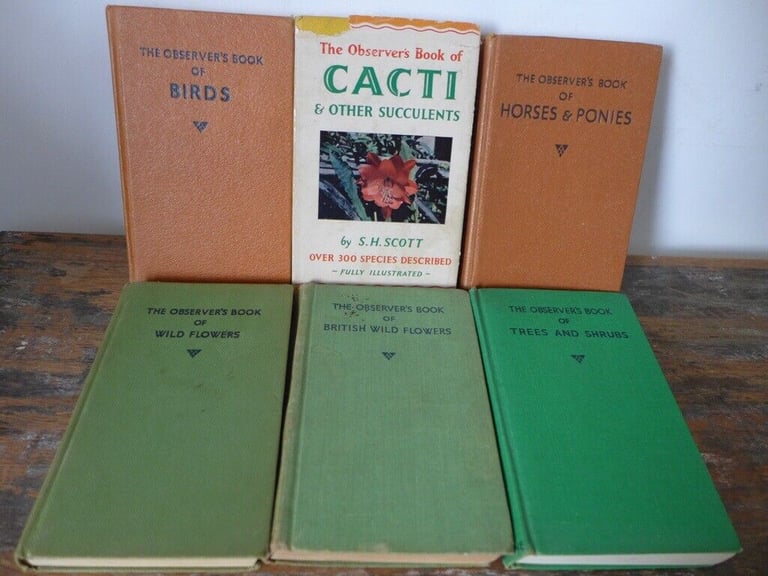 THE OBSERVER'S BOOK
OF
BIRDS
The Observer's Book of
CACTI
& OTHER SUCCULENTS
by S.H. SCOTT
OVER 300 SPECIES DESCRIBED
~ FULLY ILLUSTRATED ~
THE OBSERVER'S BOOK
OF
HORSES & PONIES
THE OBSERVER'S BOOK
OF
WILD FLOWERS
THE OBSERVER'S BOOK
OF
BRITISH WILD FLOWERS
THE OBSERVER'S BOOK
OF
TREES AND SHRUBS